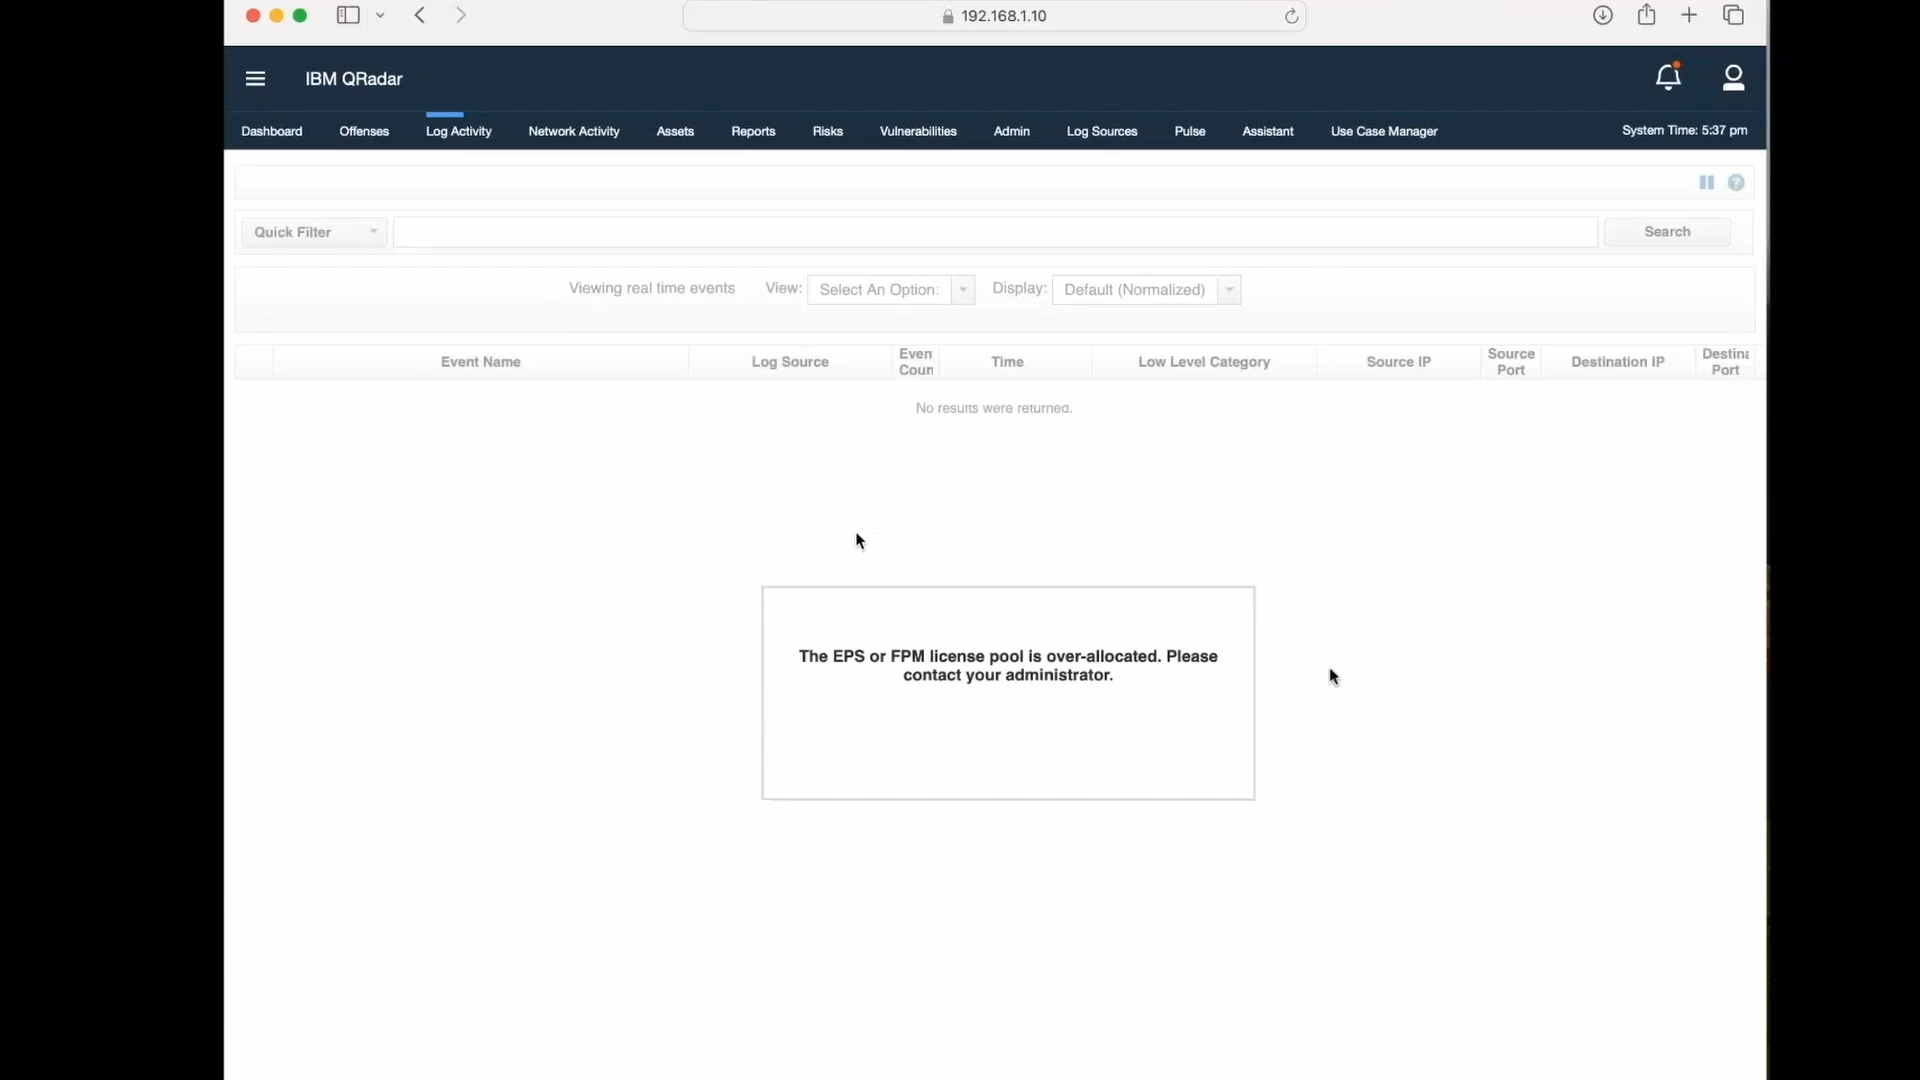 192.168.1.10
IBM QRadar
Dashboard Offenses Log Activity Network Activity Assets Reports Risks Vulnerabilities Admin Log Sources Pulse Assistant Use Case Manager System Time: 5:37 pm
Quick Filter Search
Viewing real time events View: Select An Option: Display: Default (Normalized)
Event Name Log Source Even Coun Time Low Level Category Source IP Source Port Destination IP Destina Port
No results were returned.
The EPS or FPM license pool is over-allocated. Please
contact your administrator.